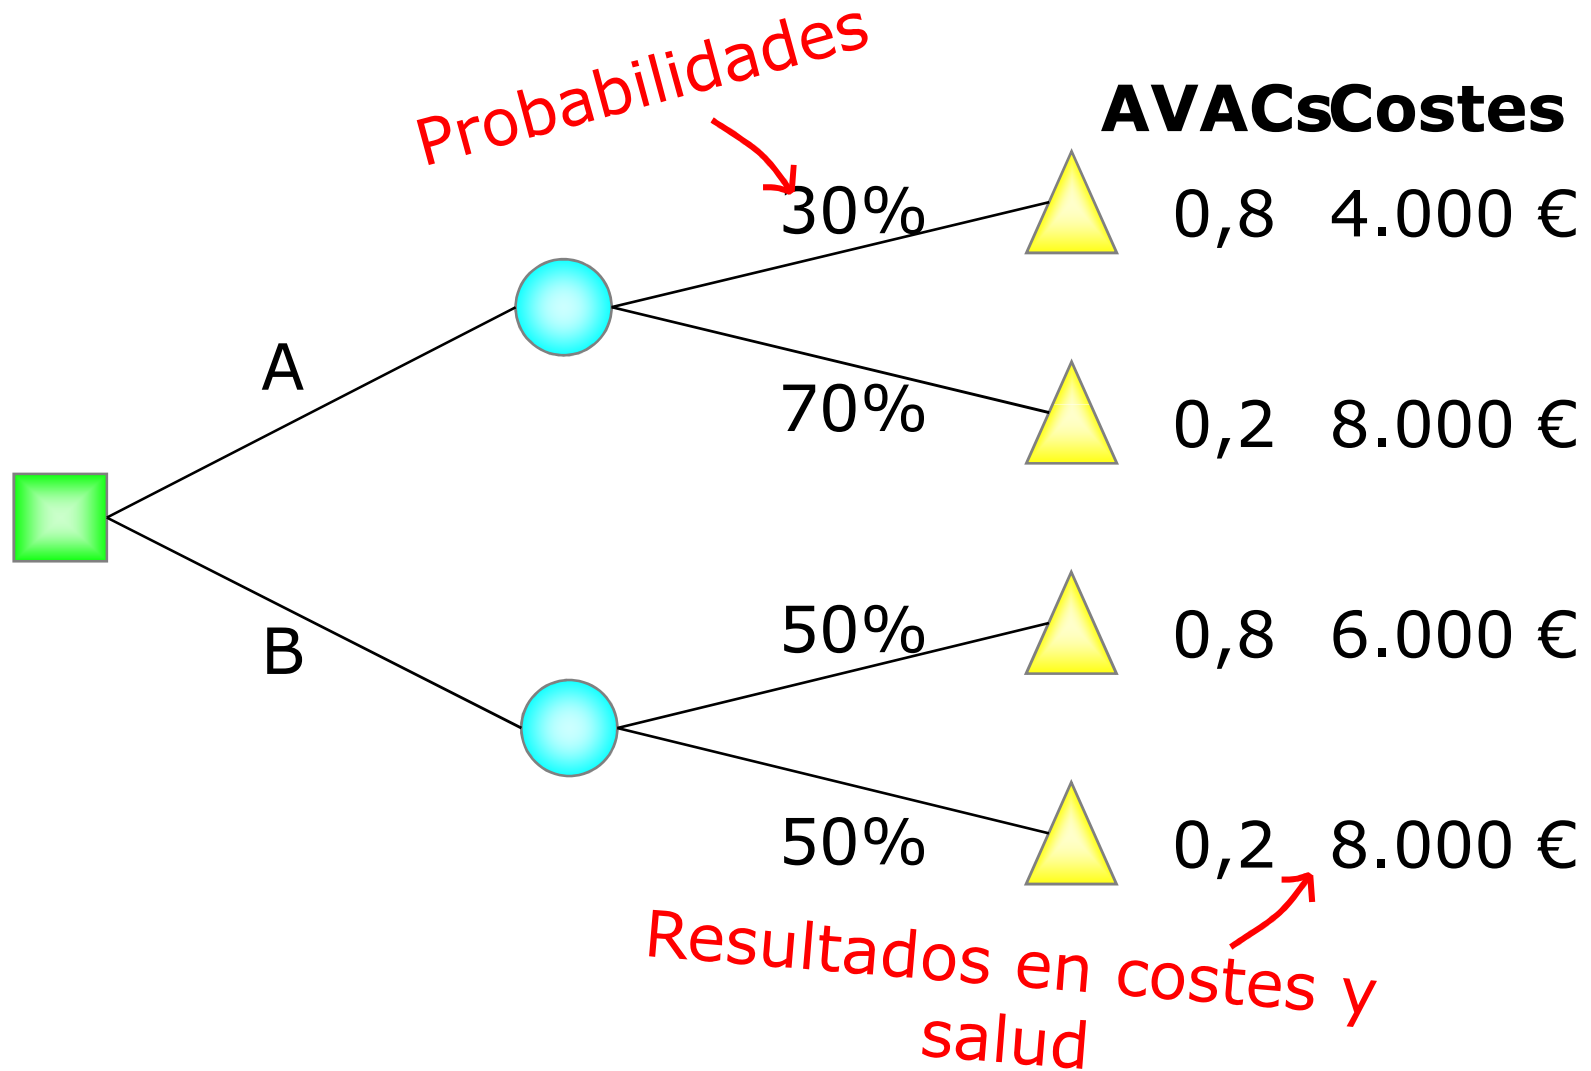 Probabilidades
AVACs Costes
30% 0,8 4.000 €
A
70% 0,2 8.000 €
50% 0,8 6.000 €
B
50% 0,2 8.000 €
Resultados en costes y
salud